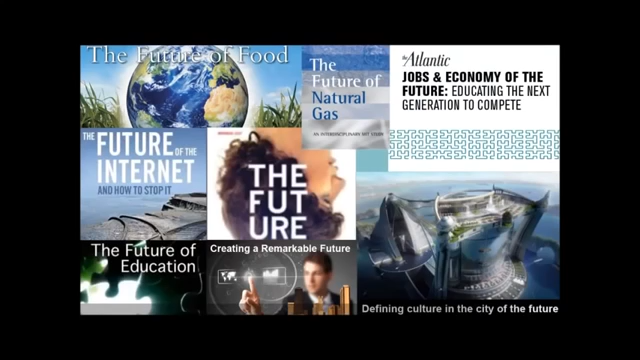 The Future of Food
The
Future of
Natural
Gas
AN INTERDISCIPLINARY MIT STUDY
the Atlantic
JOBS & ECONOMY OF THE
FUTURE: EDUCATING THE NEXT
GENERATION TO COMPETE
THE FUTURE OF THE
INTERNET
AND HOW TO STOP IT
THE
FUT
URE
The Future of
Education
Creating a Remarkable Future
Defining culture in the city of the future